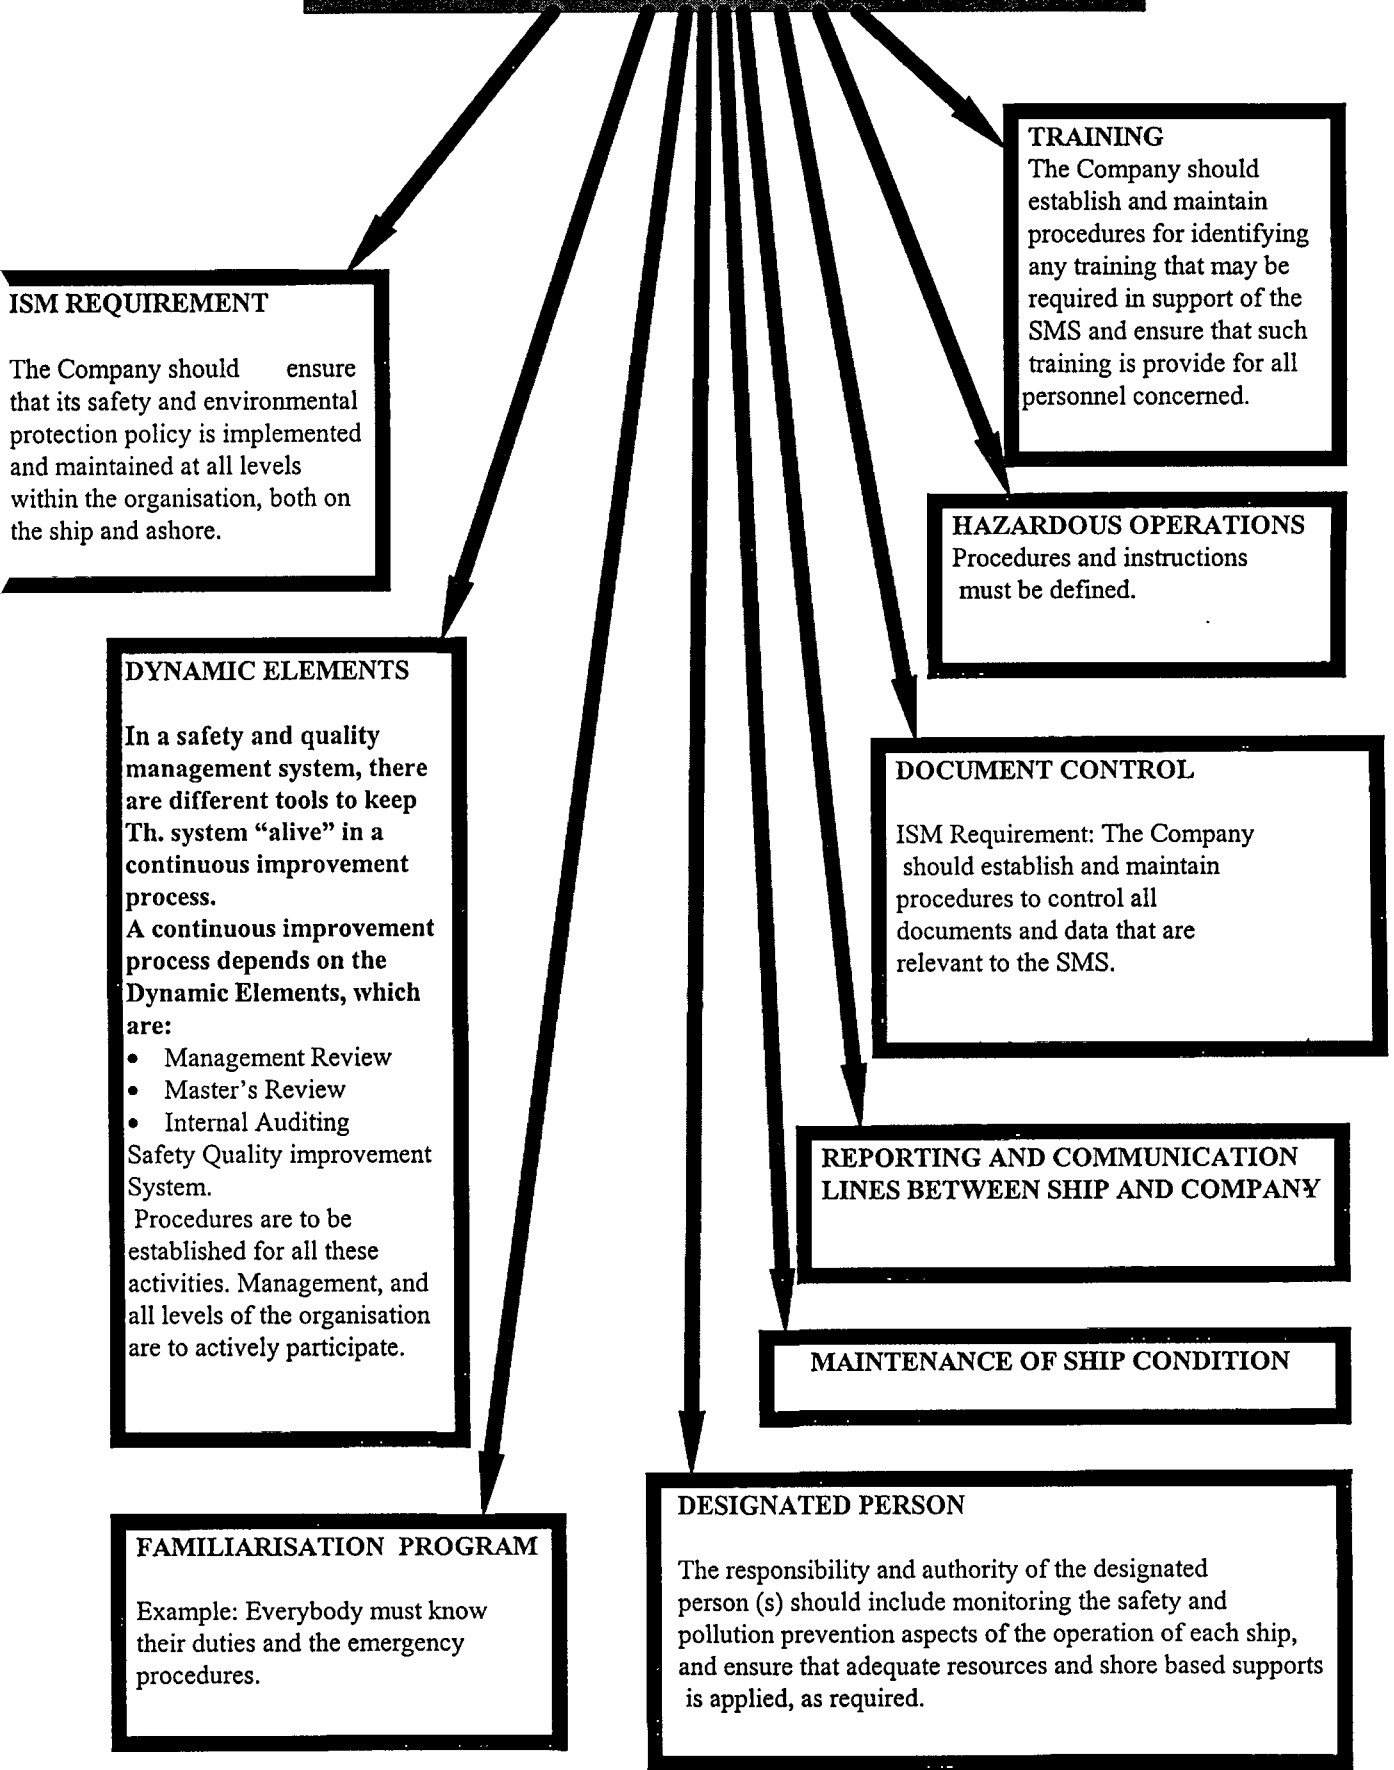 TRAINING
The Company should
establish and maintain
procedures for identifying
any training that may be
required in support of the
SMS and ensure that such
training is provide for all
personnel concerned.
ISM REQUIREMENT
The Company should ensure
that its safety and environmental
protection policy is implemented
and maintained at all levels
within the organisation, both on
the ship and ashore.
HAZARDOUS OPERATIONS
Procedures and instructions
must be defined.
DYNAMIC ELEMENTS
In a safety and quality
management system, there
are different tools to keep
Th. system “alive” in a
continuous improvement
process.
A continuous improvement
process depends on the
Dynamic Elements, which
are:
• Management Review
• Master’s Review
• Internal Auditing
Safety Quality improvement
System.
Procedures are to be
established for all these
activities. Management, and
all levels of the organisation
are to actively participate.
DOCUMENT CONTROL
ISM Requirement: The Company
should establish and maintain
procedures to control all
documents and data that are
relevant to the SMS.
REPORTING AND COMMUNICATION
LINES BETWEEN SHIP AND COMPANY
MAINTENANCE OF SHIP CONDITION
FAMILIARISATION PROGRAM
Example: Everybody must know
their duties and the emergency
procedures.
DESIGNATED PERSON
The responsibility and authority of the designated
person (s) should include monitoring the safety and
pollution prevention aspects of the operation of each ship,
and ensure that adequate resources and shore based supports
is applied, as required.